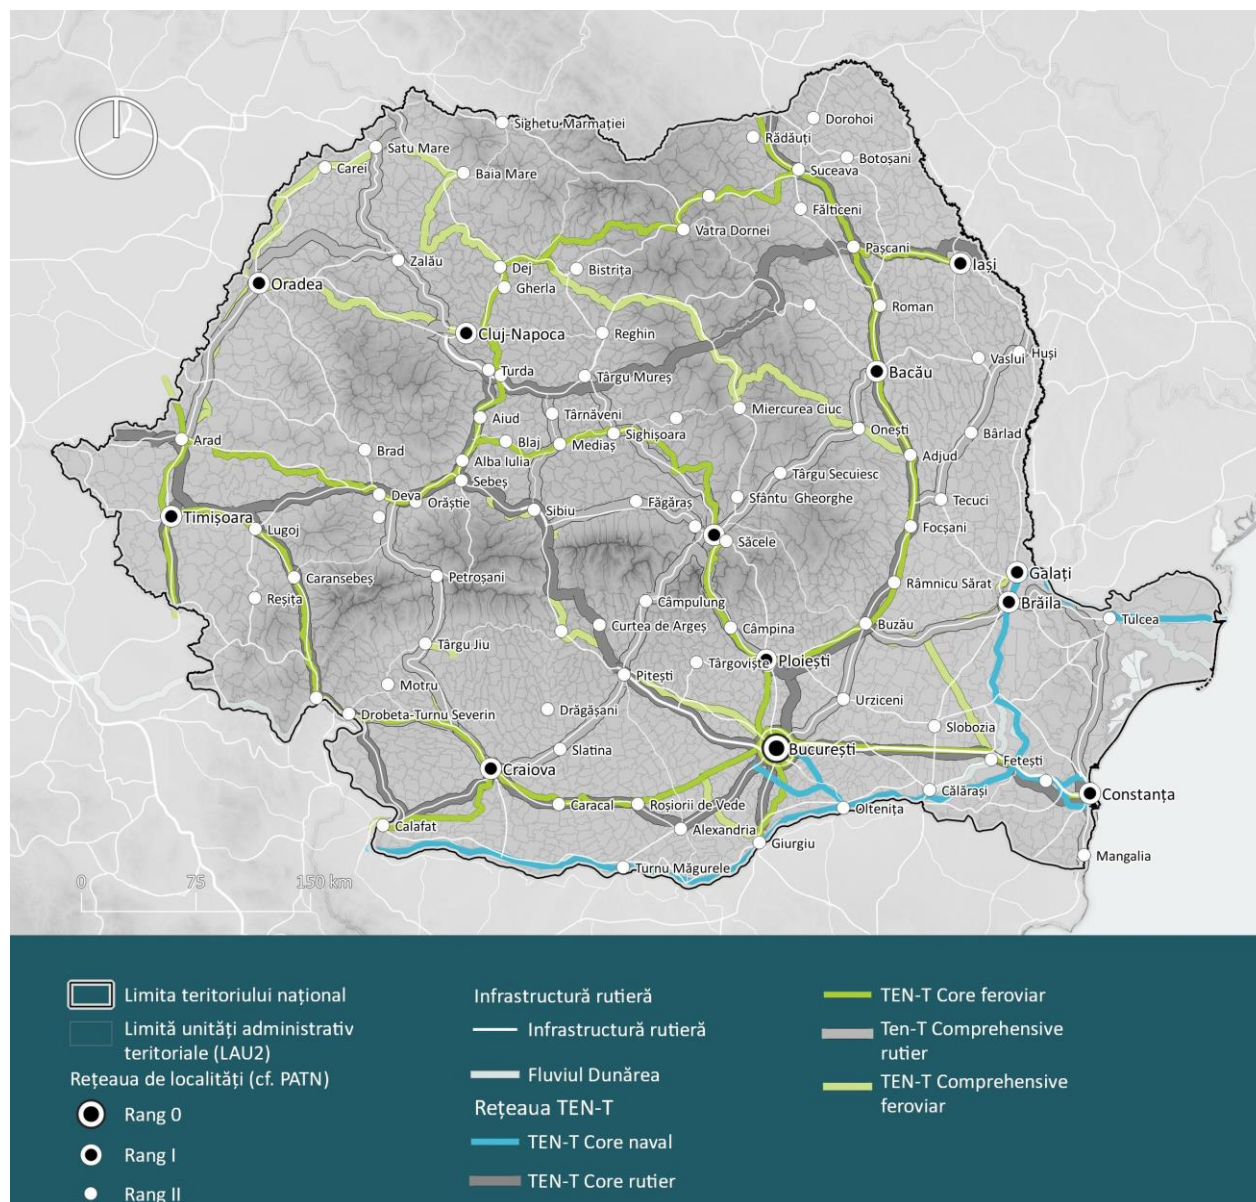 Dorohoi
Sighetu Marmației
Rădăuți
Satu Mare
Botoșani
Carei
Baia Mare
Suceava
Fălticeni
Vatra Dornei
Pașcani
Zalău
Dej
Bistrița
Iași
Oradea
Gherla
Roman
Cluj-Napoca
Reghin
Huși
Vaslui
Turda
Târgu Mureș
Bacău
Miercurea Ciuc
Aiud
Târnăveni
Onești
Bârlad
Arad
Brad
Blaj
Mediaș
Sighișoara
Adjud
Alba Iulia
Târgu Secuiesc
Sebeș
Deva
Orăștie
Sfântu Gheorghe
Tecuci
Timișoara
Sibiu
Făgăraș
Lugoj
Focșani
Săcele
Caransebeș
Petroșani
Galați
Râmnicu Sărat
Reșița
Câmpulung
Brăila
Curtea de Argeș
Câmpina
Buzău
Tulcea
Târgu Jiu
Târgoviște
Ploiești
Pitești
Motru
Urziceni
Drobeta-Turnu Severin
Drăgășani
Slobozia
Slatina
București
Fetești
Craiova
Călărași
Constanța
Caracal
Roșiorii de Vede
Oltenița
Calafat
Alexandria
Giurgiu
Mangalia
Turnu Măgurele
0 75 150 km
Limita teritoriului național
Limită unități administrativ
teritoriale (LAU2)
Rețeaua de localități (cf. PATN)
Rang 0
Rang I
Rang II
Infrastructură rutieră
Infrastructură rutieră
Fluviul Dunărea
Rețeaua TEN-T
TEN-T Core naval
TEN-T Core rutier
TEN-T Core feroviar
Ten-T Comprehensive
rutier
TEN-T Comprehensive
feroviar